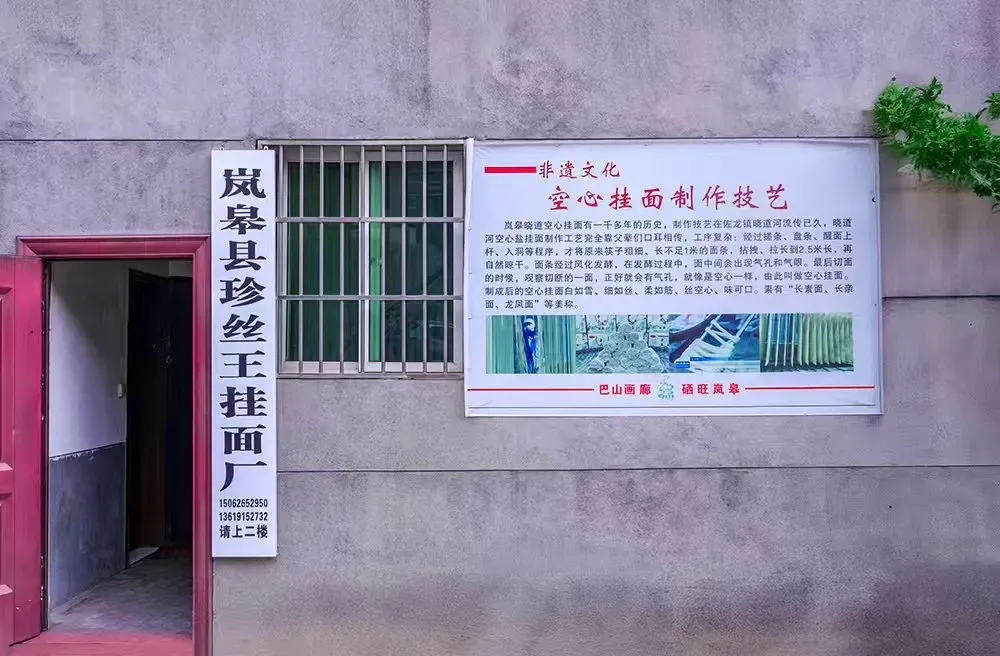 岚皋县珍丝王挂面厂
15062652950
13619152732
请上二楼
非遗文化
空心挂面制作技艺
岚皋晓道空心挂面有一千多年的历史，制作技艺在佐龙镇晓道河流传已久，晓道
河空心盐挂面制作工艺完全靠父辈们口耳相传，工序复杂：经过搓条、盘条、醒面上
杆、入洞等程序，才将原来筷子粗细、长不足1米的面条，拈拽、拉长到2.5米长，再
自然晾干。面条经过风化发酵，在发酵过程中，面中间会出现气孔和气眼。最后切面
的时候，观察切断的一面，正好就会有气孔，就像是空心一样，由此叫做空心挂面。
制成后的空心挂面白如雪、细如丝、柔如筋、丝空心、味可口。素有“长素面、长亲
面、龙凤面”等美称。
巴山画廊 硒旺岚皋